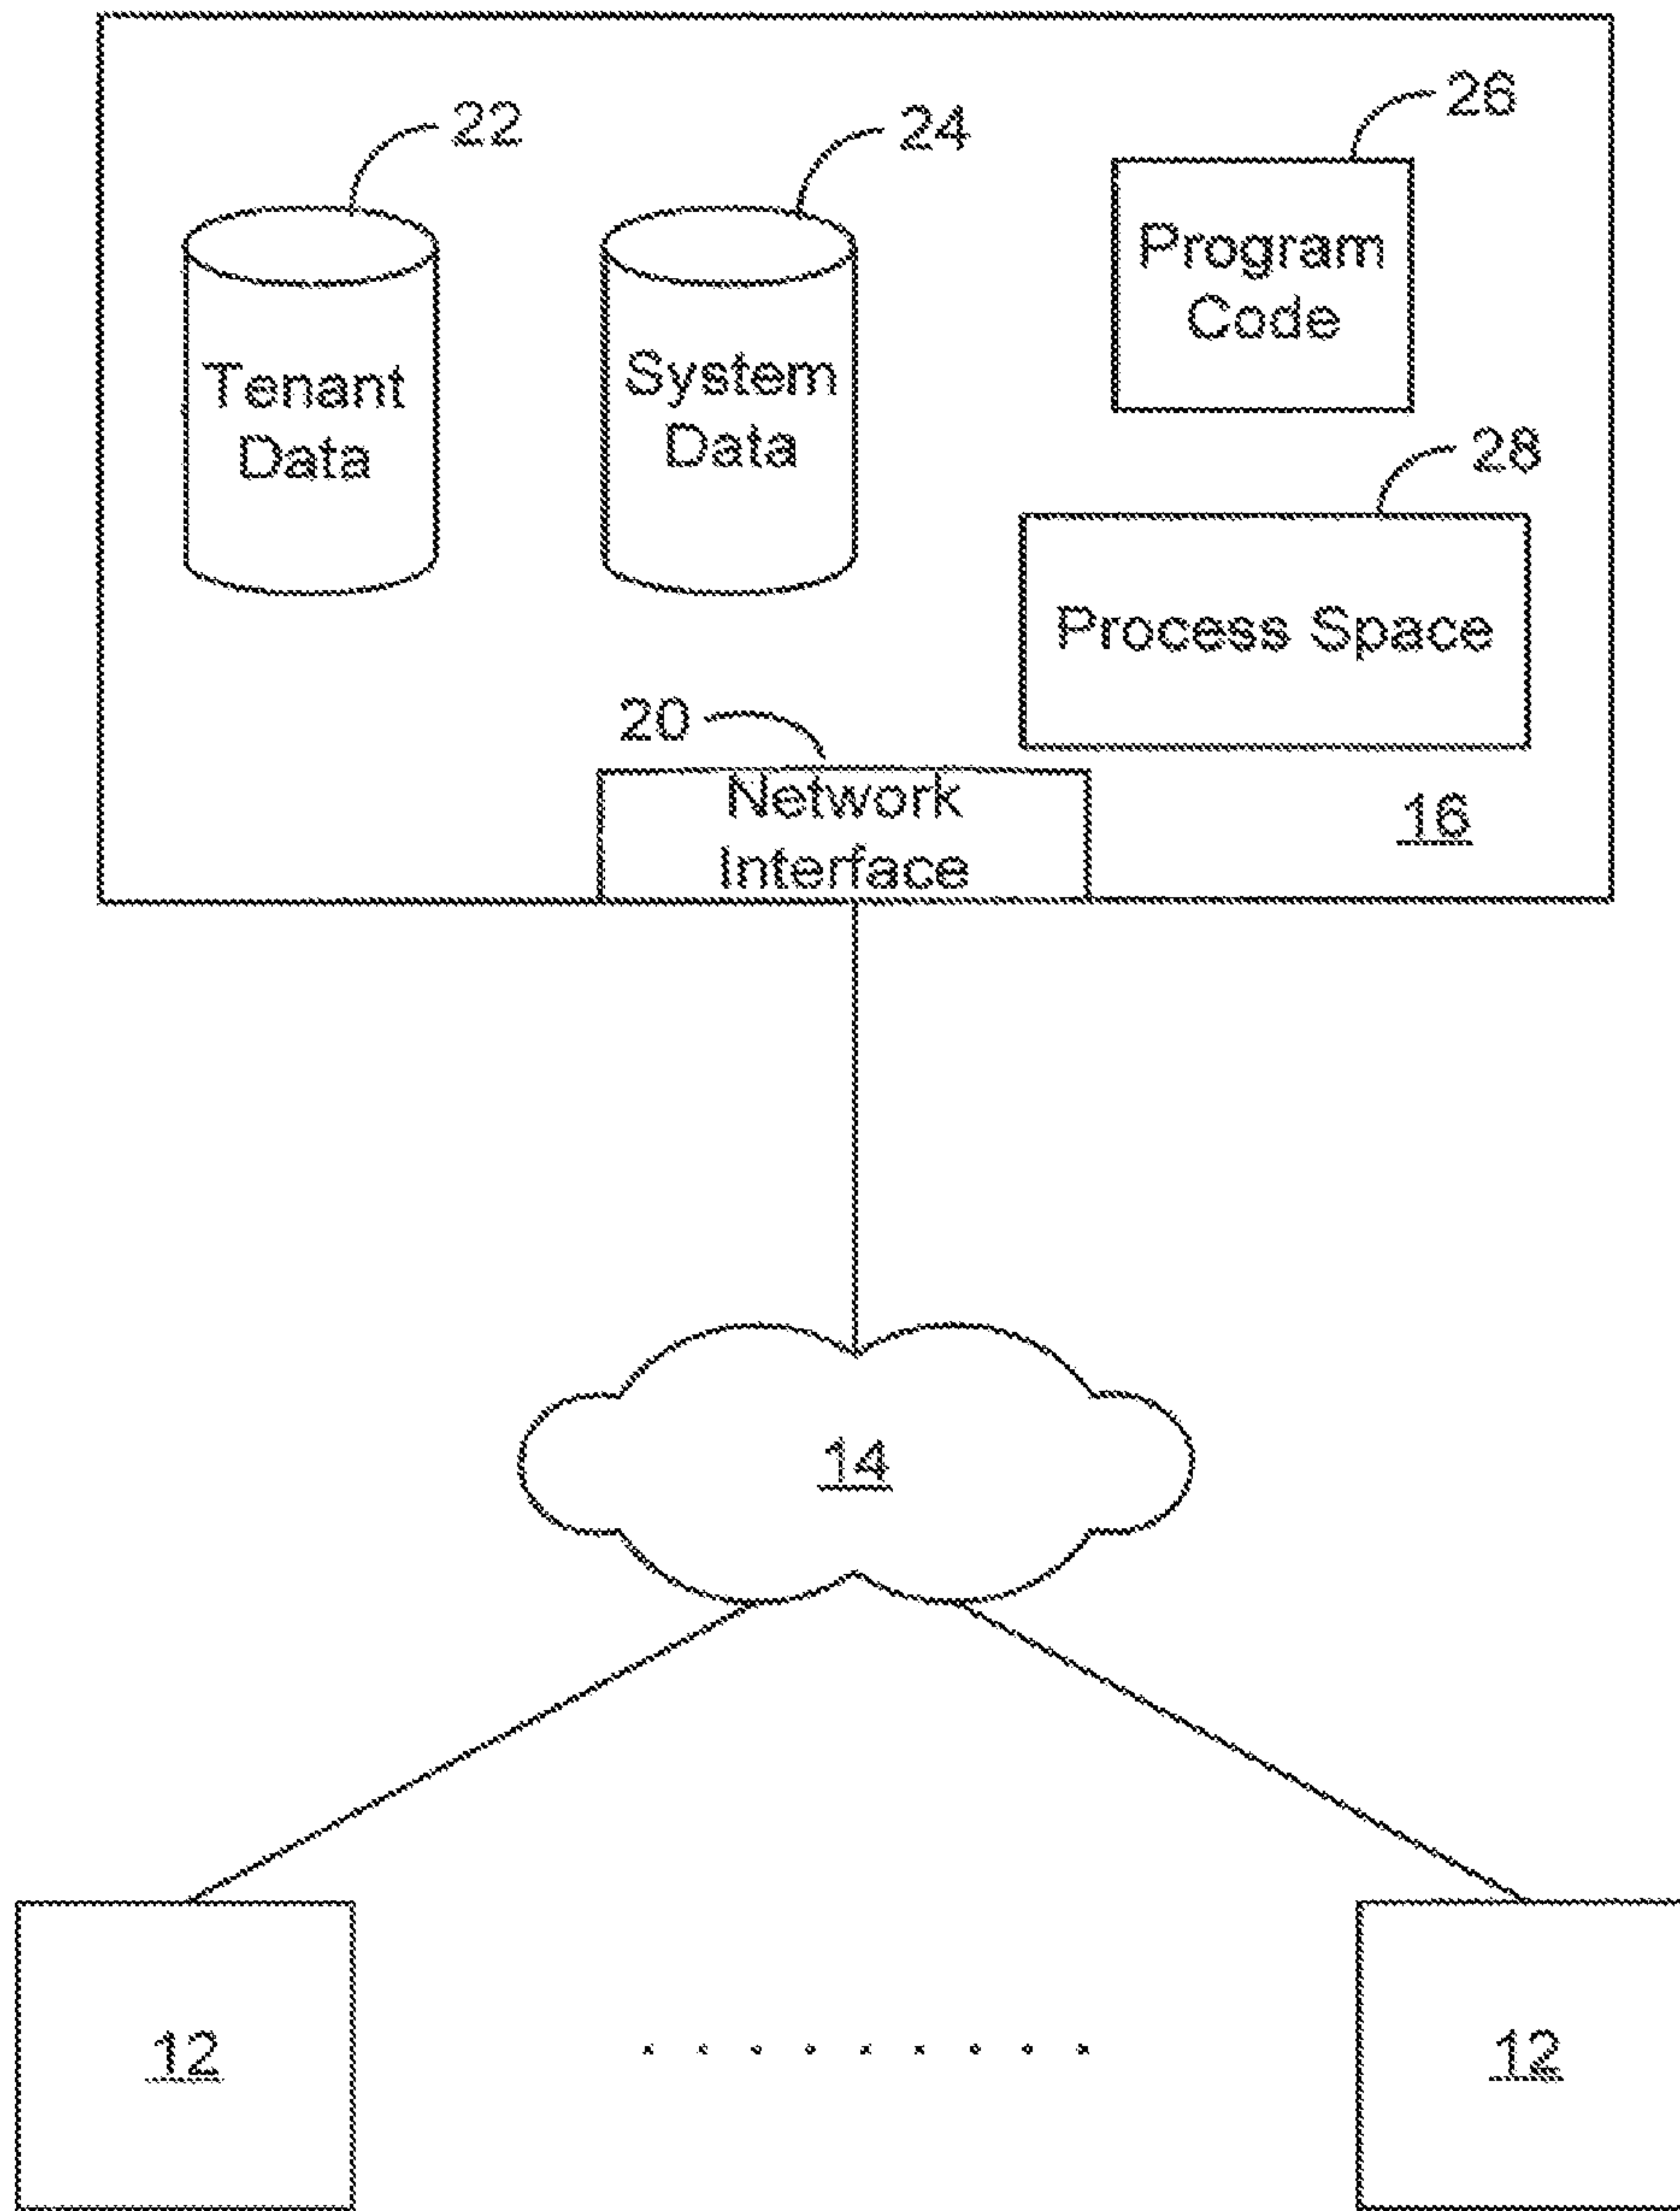 22
24
26
Program
Code
Tenant
Data
System
Data
28
Process Space
20
Network
Interface
16
14
12
12